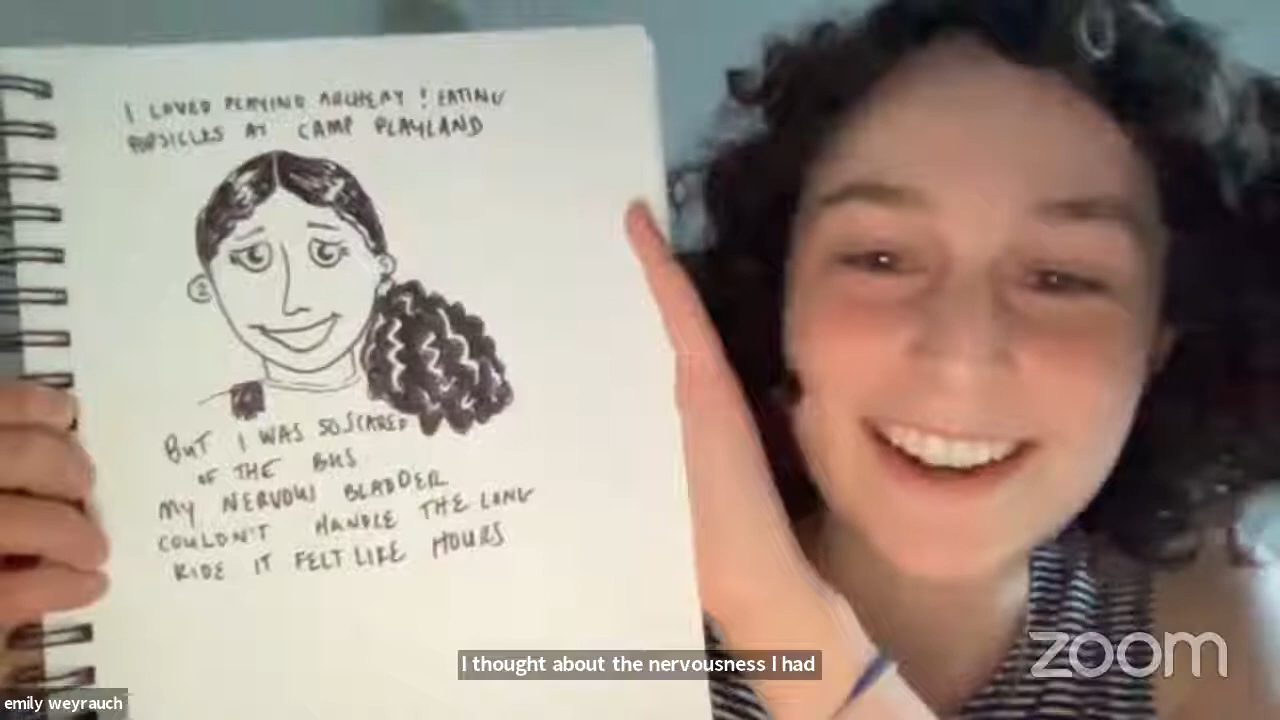 I LOVED PLAYING ARCHERY & EATING
POPSICLES AT CAMP PLAYLAND
BUT I WAS SO SCARED
OF THE BUS
MY NERVOUS BLADDER
COULDN'T HANDLE THE LONG
RIDE IT FELT LIKE HOURS
I thought about the nervousness I had
zoom
emily weyrauch